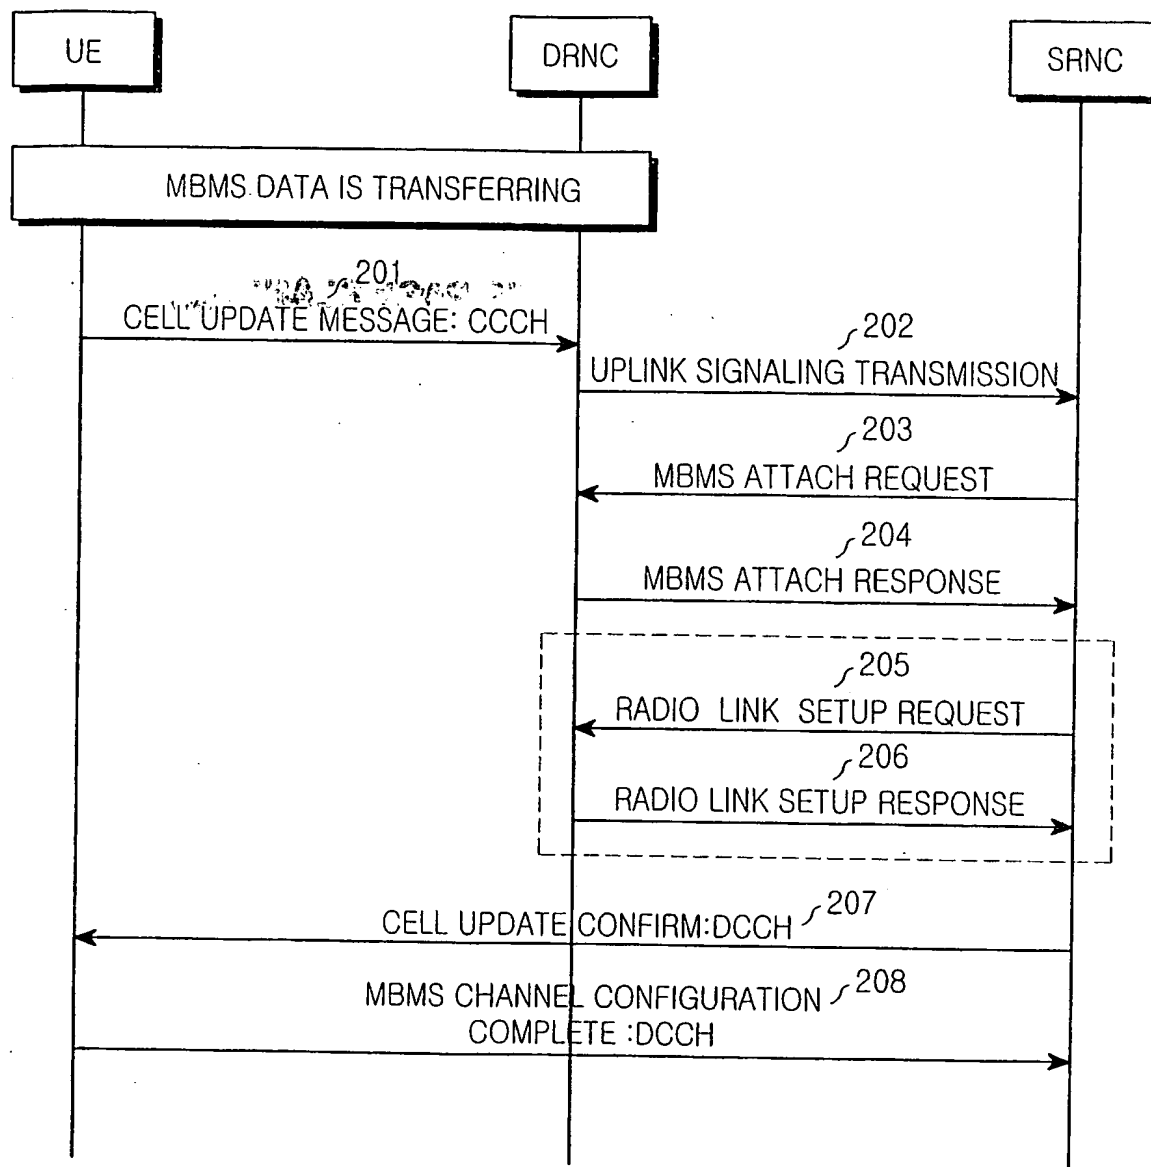 UE
DRNC
SRNC
MBMS DATA IS TRANSFERRING
201
CELL UPDATE MESSAGE: CCCH
202
UPLINK SIGNALING TRANSMISSION
203
MBMS ATTACH REQUEST
204
MBMS ATTACH RESPONSE
205
RADIO LINK SETUP REQUEST
206
RADIO LINK SETUP RESPONSE
207
CELL UPDATE CONFIRM:DCCH
208
MBMS CHANNEL CONFIGURATION
COMPLETE :DCCH